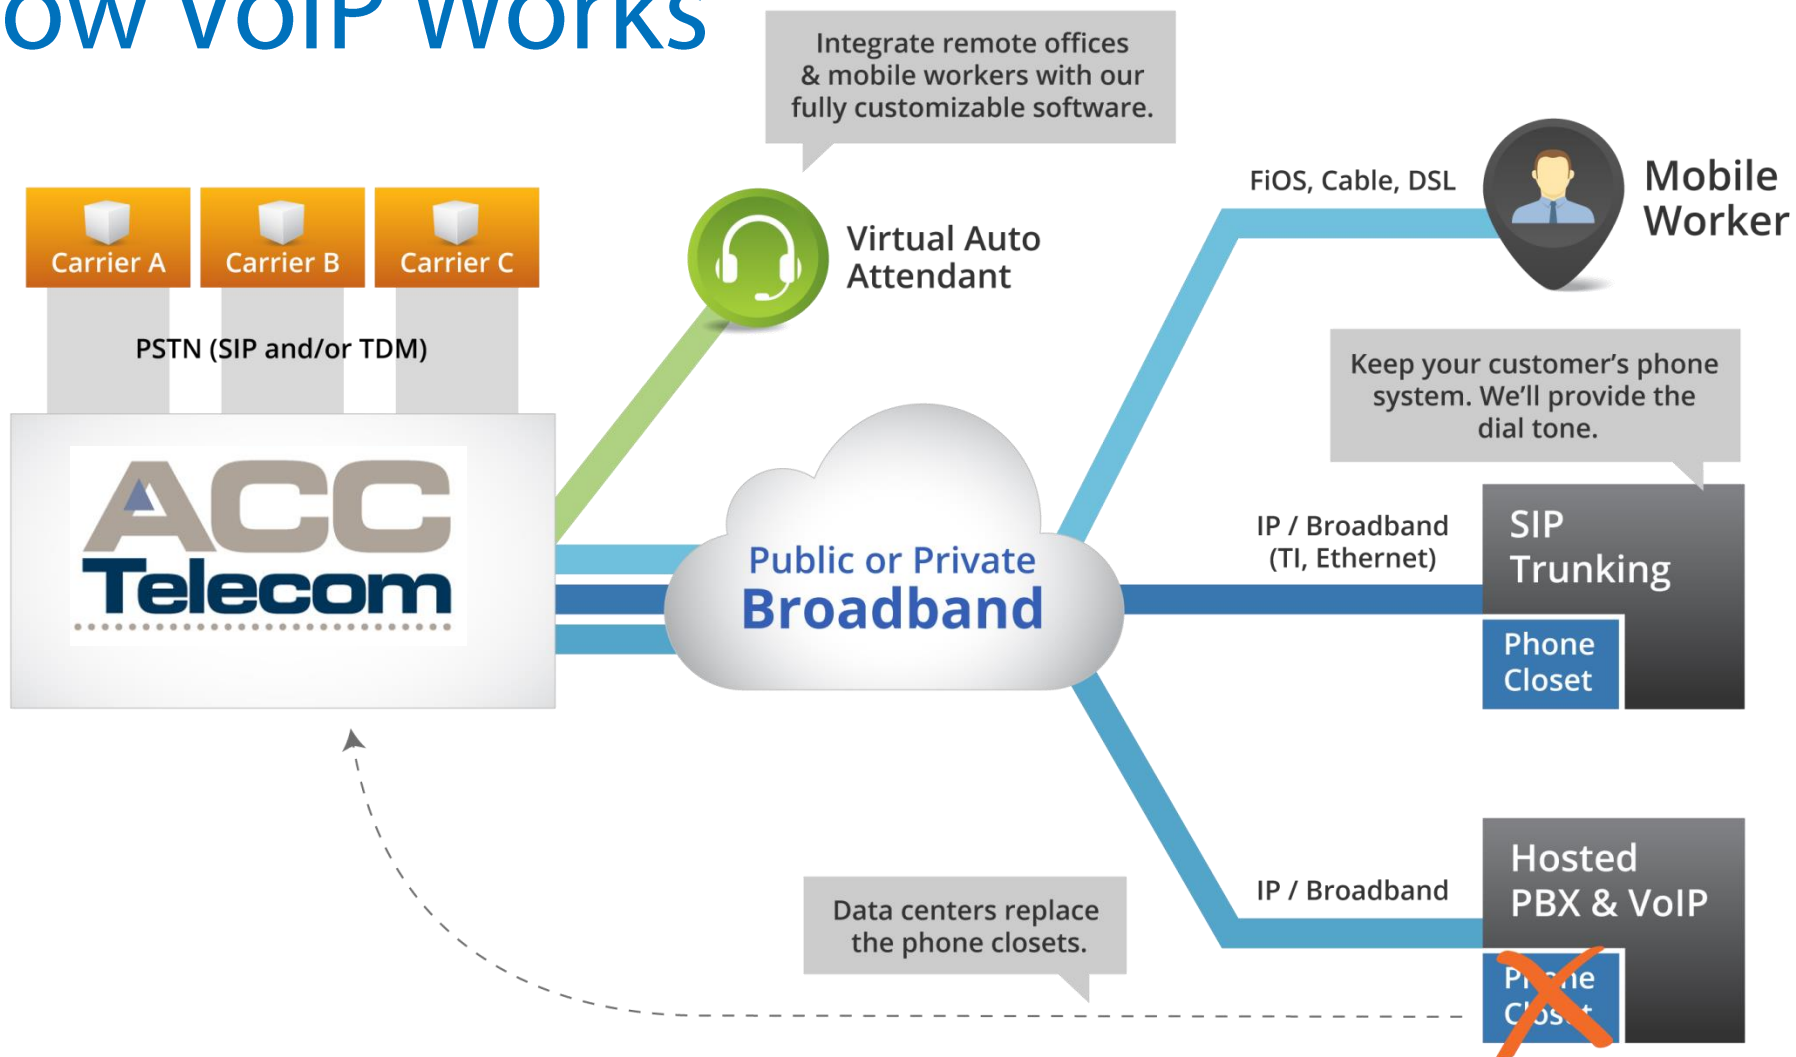 ow VoIP Works
Integrate remote offices
& mobile workers with our
fully customizable software.
FiOS, Cable, DSL
Mobile
Worker
Carrier A
Carrier B
Carrier C
Virtual Auto
Attendant
PSTN (SIP and/or TDM)
Keep your customer's phone
system. We'll provide the
dial tone.
ACC
Telecom
Public or Private
Broadband
IP / Broadband
(TI, Ethernet)
SIP
Trunking
Phone
Closet
Data centers replace
the phone closets.
IP / Broadband
Hosted
PBX & VoIP
Phone
Closet